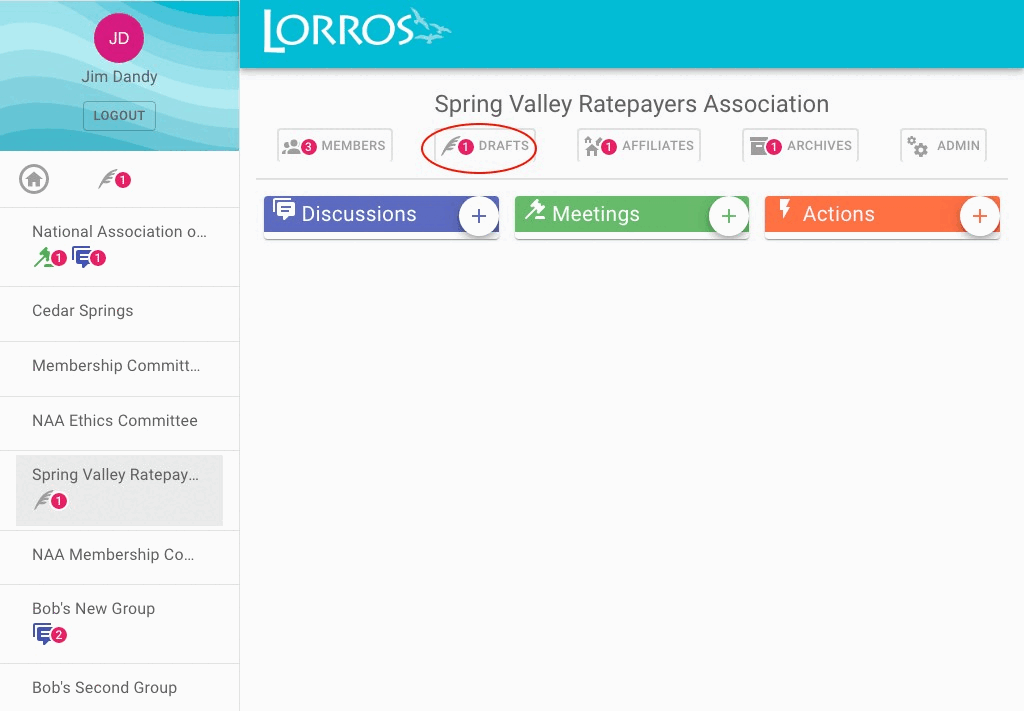 JD
Jim Dandy
LOGOUT
1
National Association o...
1 1
Cedar Springs
Membership Committ...
NAA Ethics Committee
Spring Valley Ratepay...
1
NAA Membership Co...
Bob's New Group
2
Bob's Second Group
LORROS
Spring Valley Ratepayers Association
3 MEMBERS 1 DRAFTS 1 AFFILIATES 1 ARCHIVES ADMIN
Discussions + Meetings + Actions +